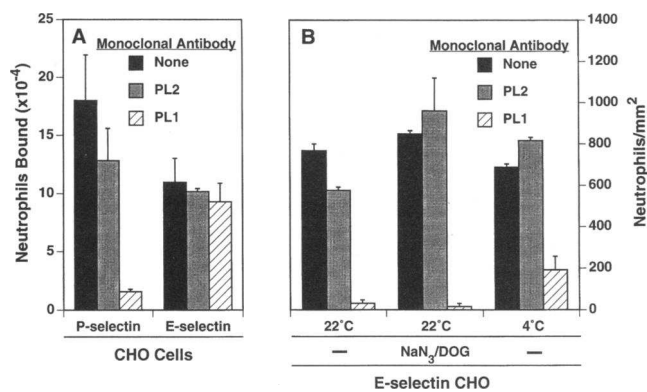 A
Monoclonal Antibody
None
PL2
PL1
Neutrophils Bound (x10⁻⁴)
25
20
15
10
5
0
P-selectin E-selectin
CHO Cells
B
Monoclonal Antibody
None
PL2
PL1
1400
1200
1000
800
600
400
200
0
Neutrophils/mm²
22°C 22°C 4°C
– NaN₃/DOG –
E-selectin CHO